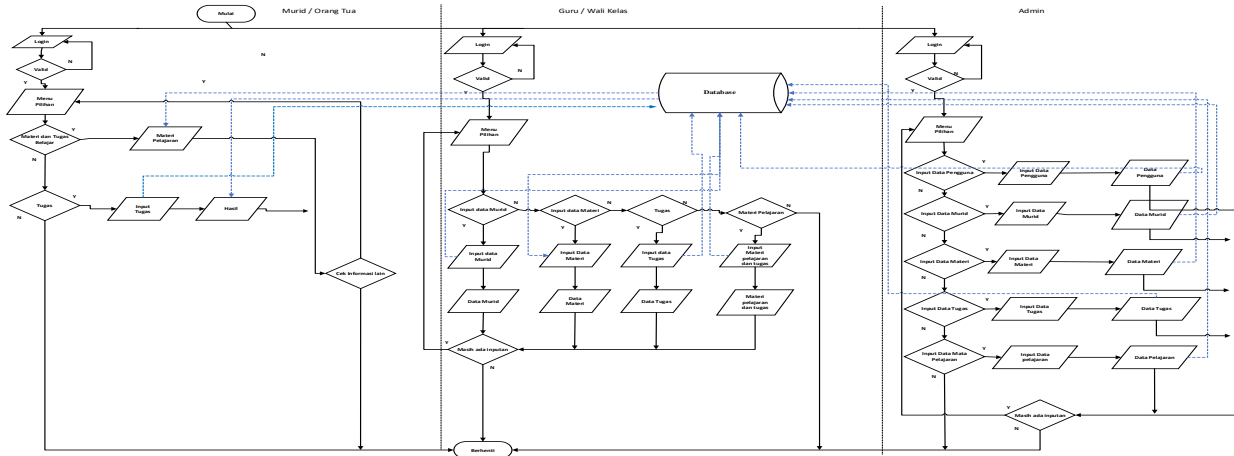 Mulai
Murid / Orang Tua
Guru / Wali Kelas
Admin
Login
N
Valid
N
Y
Y
Menu
Pilihan
Materi dan Tugas
Belajar
Y
Materi
Pelajaran
N
Tugas
Y
N
Input
Tugas
Hasil
Cek informasi lain
Login
Valid
N
Y
Database
Menu
Pilihan
Input data Murid
N
Y
Input data Materi
N
Y
Tugas
N
Y
Materi Pelajaran
N
Y
Input data
Murid
Input Data
Materi
Input data
Tugas
Input
Materi
pelajaran
dan tugas
Data Murid
Data
Materi
Data Tugas
Materi
pelajaran
dan tugas
Y
Masih ada inputan
N
Berhenti
Login
Valid
N
Y
Menu
Pilihan
Input Data Pengguna
Y
Input Data
Pengguna
Data
Pengguna
N
Input Data Murid
Y
Input Data
Murid
Data Murid
N
Input Data Materi
Y
Input Data
Materi
Data Materi
N
Input Data Tugas
Y
Input Data
Tugas
Data Tugas
N
Input Data Mata
Pelajaran
Y
Input Data
pelajaran
Data Pelajaran
N
Y
Masih ada inputan
N